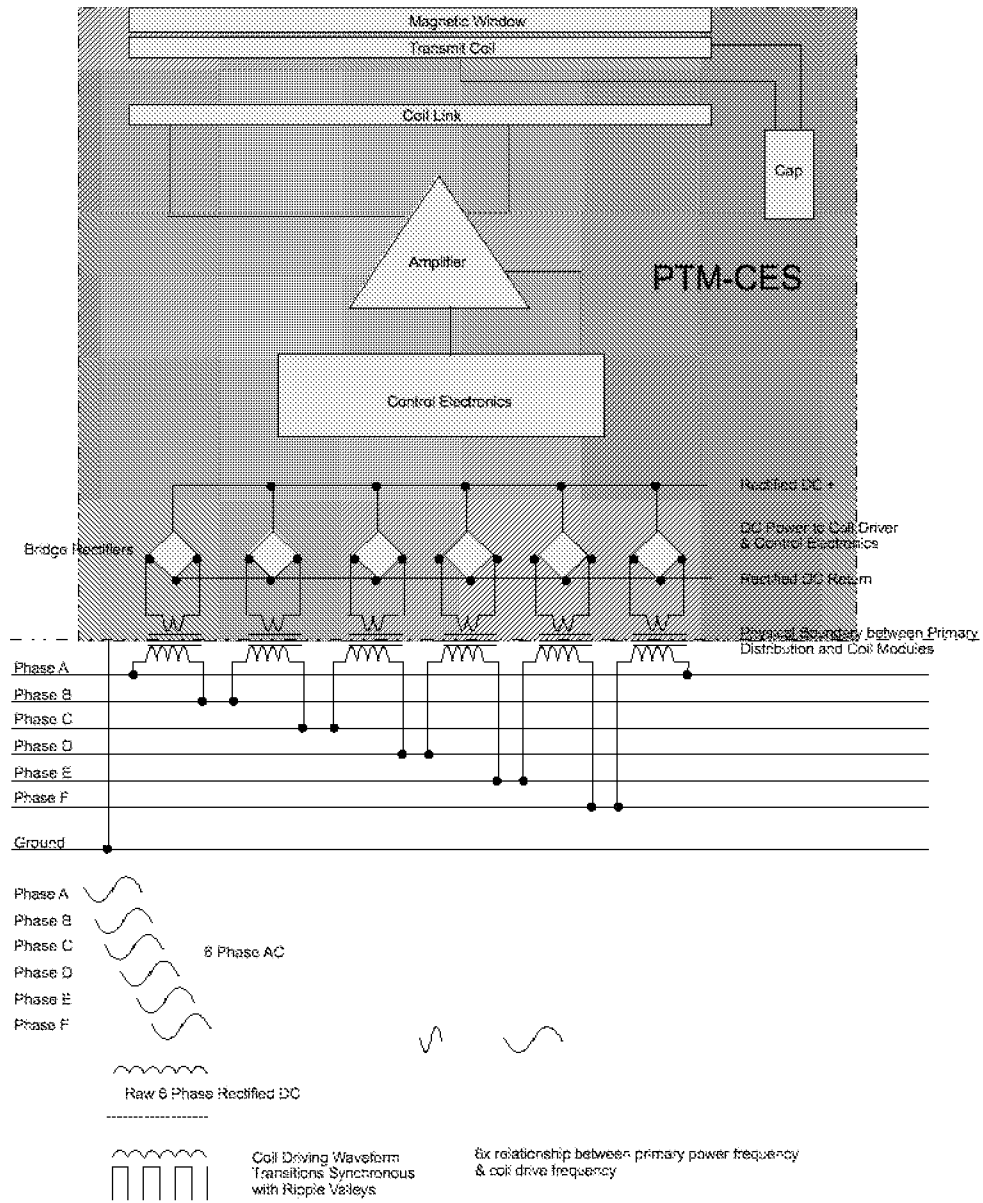 Magnetic Window
Transmit Coil
Coil Link
Cap
Amplifier
PTM-CES
Control Electronics
Rectified DC +
Bridge Rectifiers
DC Power to Coil Driver
& Control Electronics
Rectified DC Return
Physical Boundary between Primary
Distribution and Coil Modules
Phase A
Phase B
Phase C
Phase D
Phase E
Phase F
Ground
Phase A
Phase B
Phase C
Phase D
Phase E
Phase F
6 Phase AC
Raw 6 Phase Rectified DC
Coil Driving Waveform
Transitions Synchronous
with Ripple Valleys
6x relationship between primary power frequency
& coil drive frequency